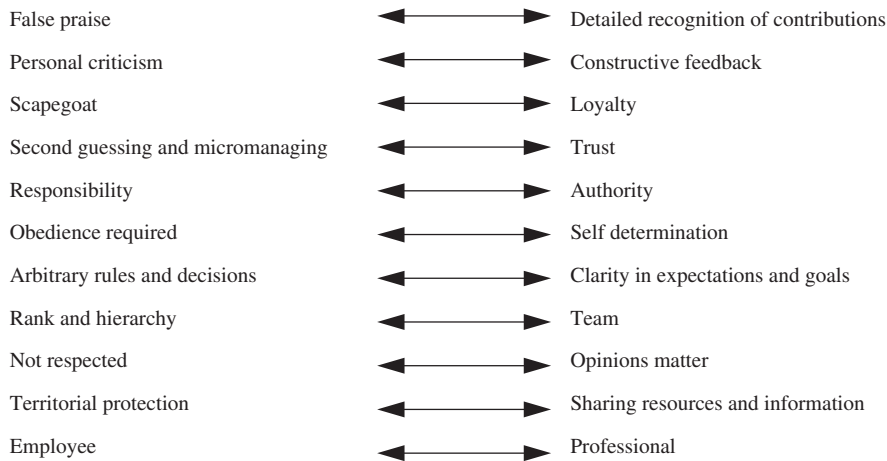 False praise Detailed recognition of contributions
Personal criticism Constructive feedback
Scapegoat Loyalty
Second guessing and micromanaging Trust
Responsibility Authority
Obedience required Self determination
Arbitrary rules and decisions Clarity in expectations and goals
Rank and hierarchy Team
Not respected Opinions matter
Territorial protection Sharing resources and information
Employee Professional